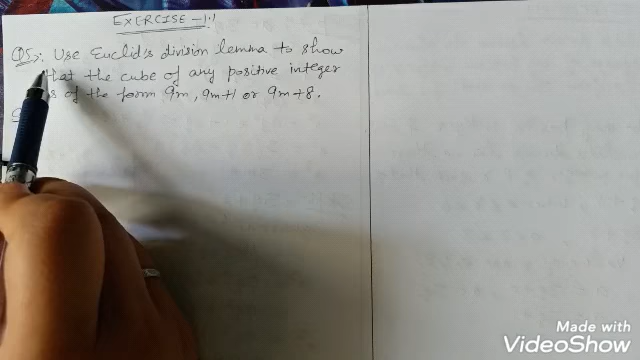 EXERCISE - 1.1
Q5: Use Euclid's division lemma to show
that the cube of any positive integer
is of the form 9m, 9m+1 or 9m+8.
Made with
VideoShow